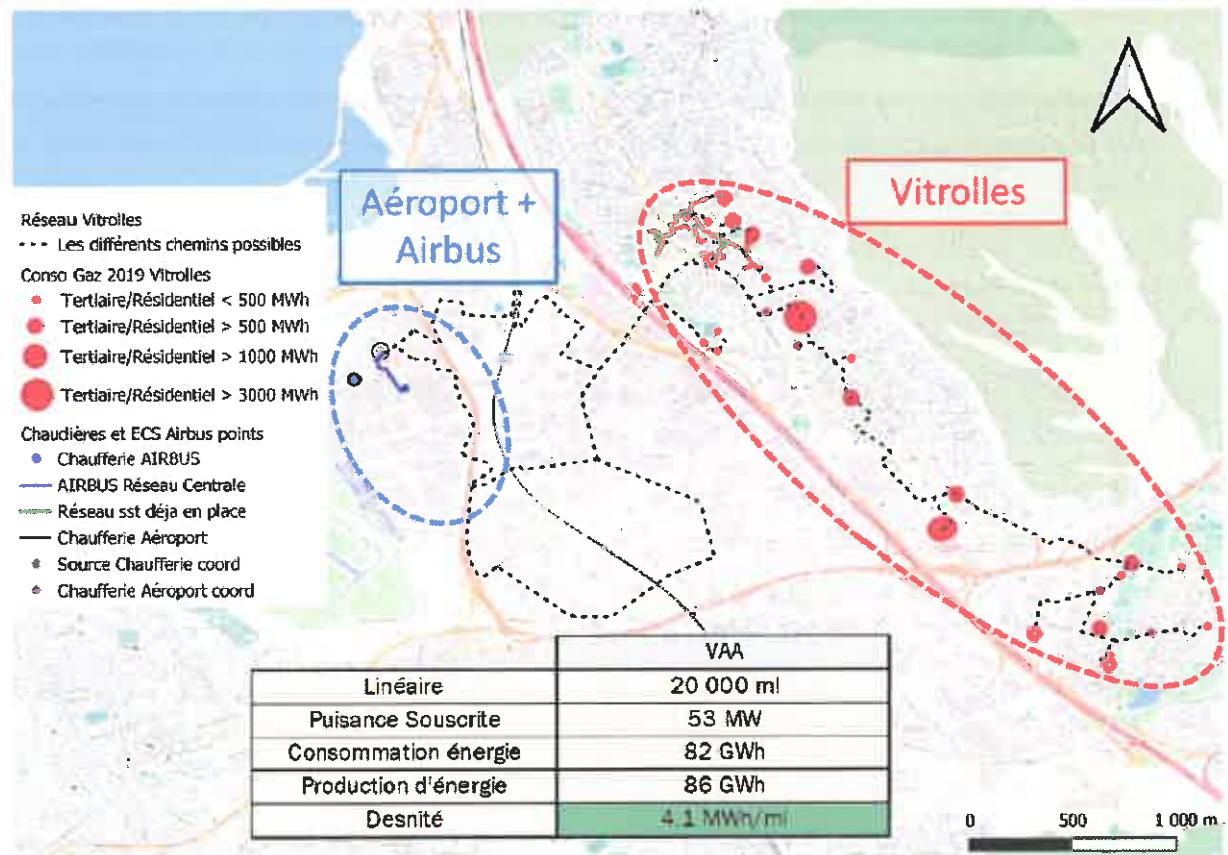 Aéroport +
Airbus
Vitrolles
Réseau Vitrolles
Les différents chemins possibles
Conso Gaz 2019 Vitrolles
Tertiaire/Résidentiel < 500 MWh
Tertiaire/Résidentiel > 500 MWh
Tertiaire/Résidentiel > 1000 MWh
Tertiaire/Résidentiel > 3000 MWh
Chaudières et ECS Airbus points
Chaufferie AIRBUS
AIRBUS Réseau Centrale
Réseau sst déja en place
Chaufferie Aéroport
Source Chaufferie coord
Chaufferie Aéroport coord
VAA
Linéaire 20 000 ml
Puisance Souscrite 53 MW
Consommation énergie 82 GWh
Production d'énergie 86 GWh
Desnité 4.1 MWh/ml
0 500 1 000 m